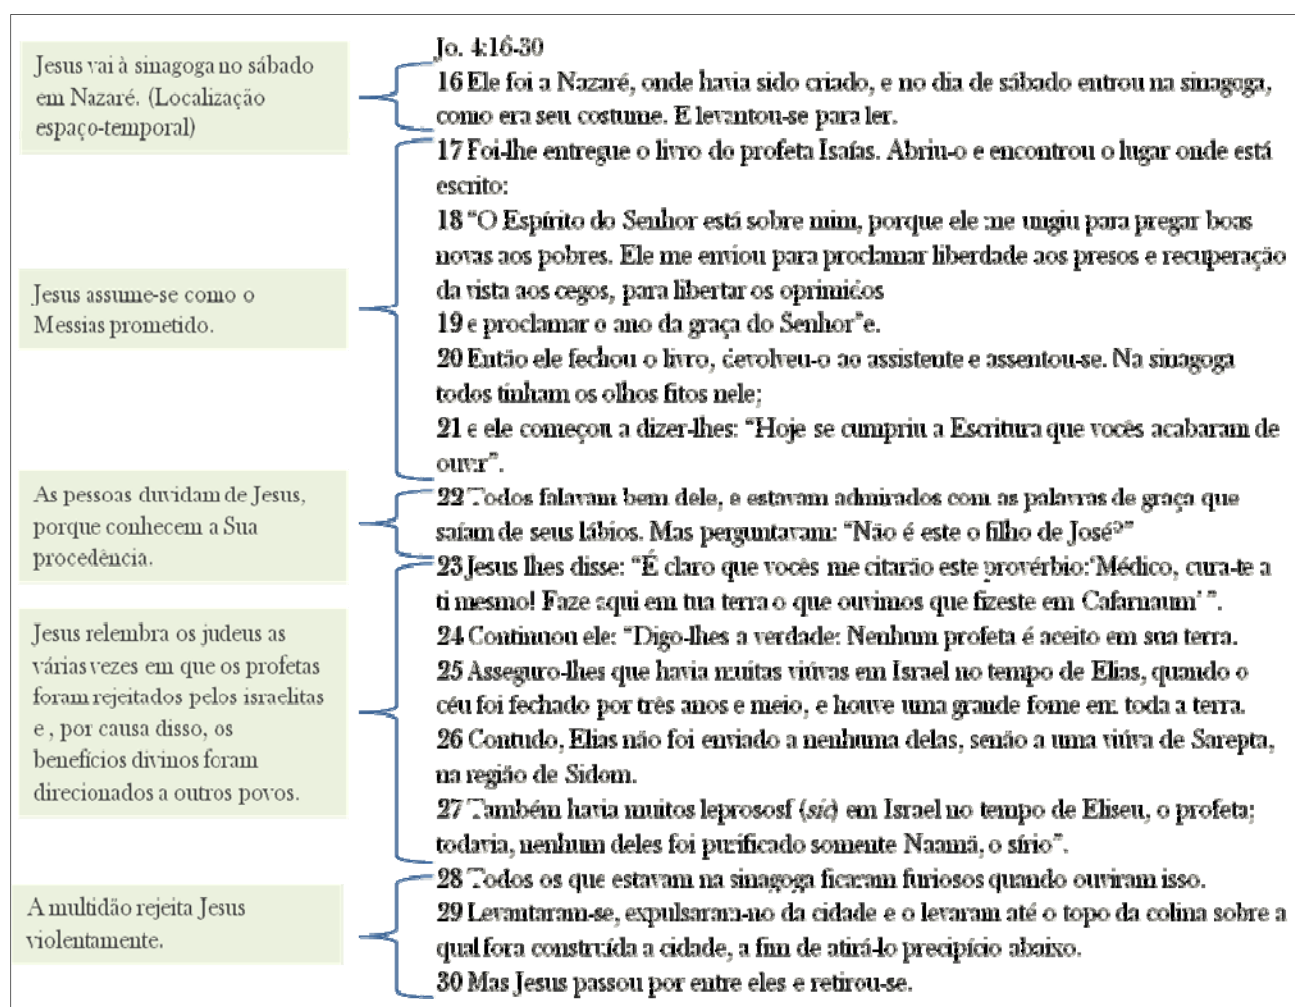 Jesus vai à sinagoga no sábado
em Nazaré. (Localização
espaço-temporal)
Jesus assume-se como o
Messias prometido.
As pessoas duvidam de Jesus,
porque conhecem a Sua
procedência.
Jesus relembra os judeus as
várias vezes em que os profetas
foram rejeitados pelos israelitas
e , por causa disso, os
benefícios divinos foram
direcionados a outros povos.
A multidão rejeita Jesus
violentamente.
Jo. 4:16-30
16 Ele foi a Nazaré, onde havia sido criado, e no dia de sábado entrou na sinagoga,
como era seu costume. E levantou-se para ler.
17 Foi-lhe entregue o livro do profeta Isaías. Abriu-o e encontrou o lugar onde está
escrito:
18 “O Espírito do Senhor está sobre mim, porque ele me ungiu para pregar boas
novas aos pobres. Ele me enviou para proclamar liberdade aos presos e recuperação
da vista aos cegos, para libertar os oprimidos
19 e proclamar o ano da graça do Senhor”e.
20 Então ele fechou o livro, devolveu-o ao assistente e assentou-se. Na sinagoga
todos tinham os olhos fitos nele;
21 e ele começou a dizer-lhes: “Hoje se cumpriu a Escritura que vocês acabaram de
ouvir”.
22 Todos falavam bem dele, e estavam admirados com as palavras de graça que
saíam de seus lábios. Mas perguntavam: “Não é este o filho de José?”
23 Jesus lhes disse: “É claro que vocês me citarão este provérbio:‘Médico, cura-te a
ti mesmo! Faze aqui em tua terra o que ouvimos que fizeste em Cafarnaum’ ”.
24 Continuou ele: “Digo-lhes a verdade: Nenhum profeta é aceito em sua terra.
25 Asseguro-lhes que havia muitas viúvas em Israel no tempo de Elias, quando o
céu foi fechado por três anos e meio, e houve uma grande fome em toda a terra.
26 Contudo, Elias não foi enviado a nenhuma delas, senão a uma viúva de Sarepta,
na região de Sidom.
27 Também havia muitos leprososf (sic) em Israel no tempo de Eliseu, o profeta;
todavia, nenhum deles foi purificado somente Naamã, o sírio”.
28 Todos os que estavam na sinagoga ficaram furiosos quando ouviram isso.
29 Levantaram-se, expulsaram-no da cidade e o levaram até o topo da colina sobre a
qual fora construída a cidade, a fim de atirá-lo precipício abaixo.
30 Mas Jesus passou por entre eles e retirou-se.